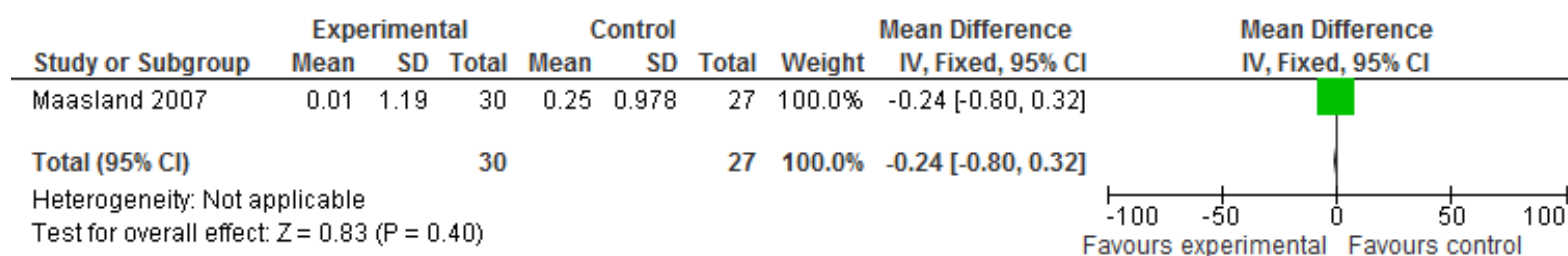 Experimental Control Mean Difference Mean Difference
Study or Subgroup Mean SD Total Mean SD Total Weight IV, Fixed, 95% CI IV, Fixed, 95% CI
Maasland 2007 0.01 1.19 30 0.25 0.978 27 100.0% -0.24 [-0.80, 0.32]
Total (95% CI) 30 27 100.0% -0.24 [-0.80, 0.32]
Heterogeneity: Not applicable
Test for overall effect: Z = 0.83 (P = 0.40)
-100 -50 0 50 100
Favours experimental Favours control